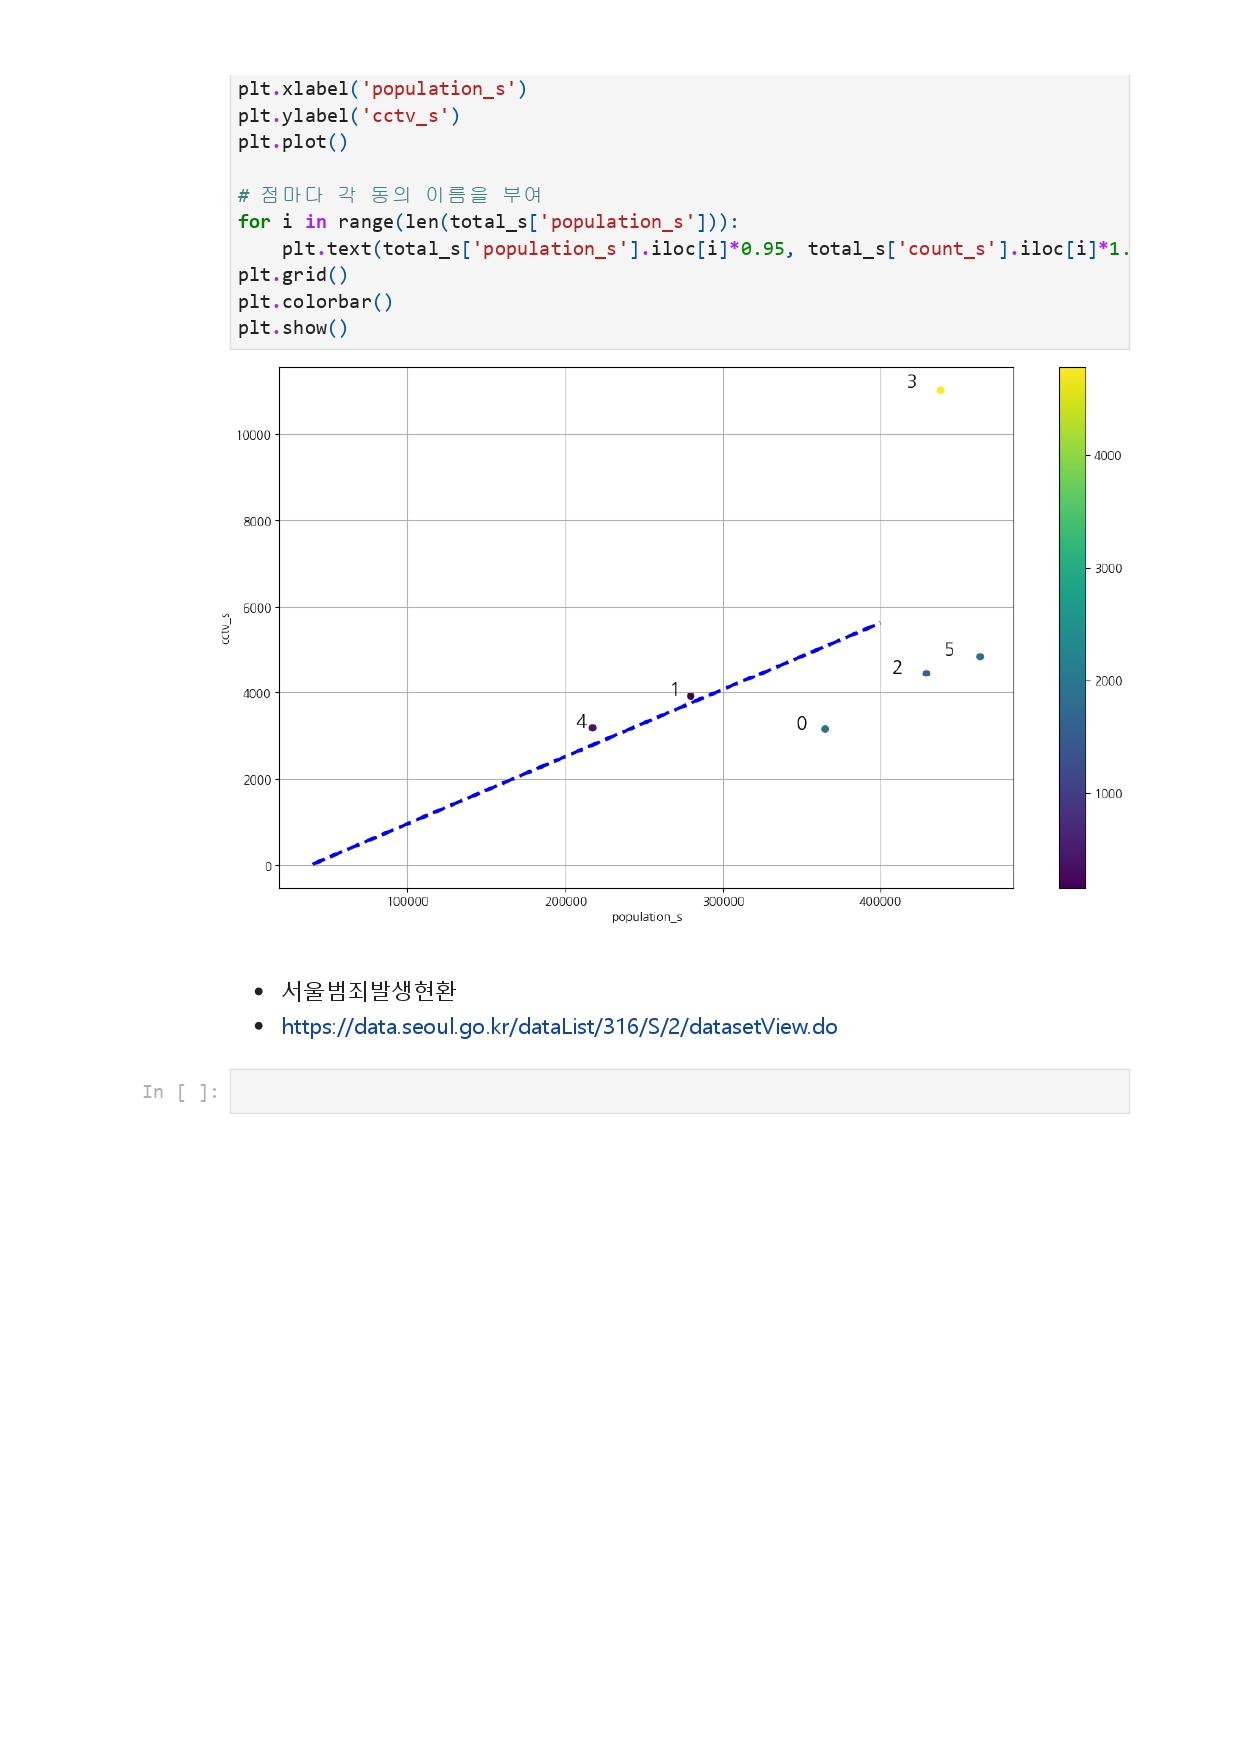 plt.xlabel('population_s')
plt.ylabel('cctv_s')
plt.plot()
# 점마다 각 동의 이름을 부여
for i in range(len(total_s['population_s'])):
    plt.text(total_s['population_s'].iloc[i]*0.95, total_s['count_s'].iloc[i]*1.
plt.grid()
plt.colorbar()
plt.show()
3
10000
8000
6000
4000
2000
0
cctv_s
5
2
1
4
0
100000 200000 300000 400000
population_s
4000
3000
2000
1000
• 서울범죄발생현환
• https://data.seoul.go.kr/dataList/316/S/2/datasetView.do
In [ ]: